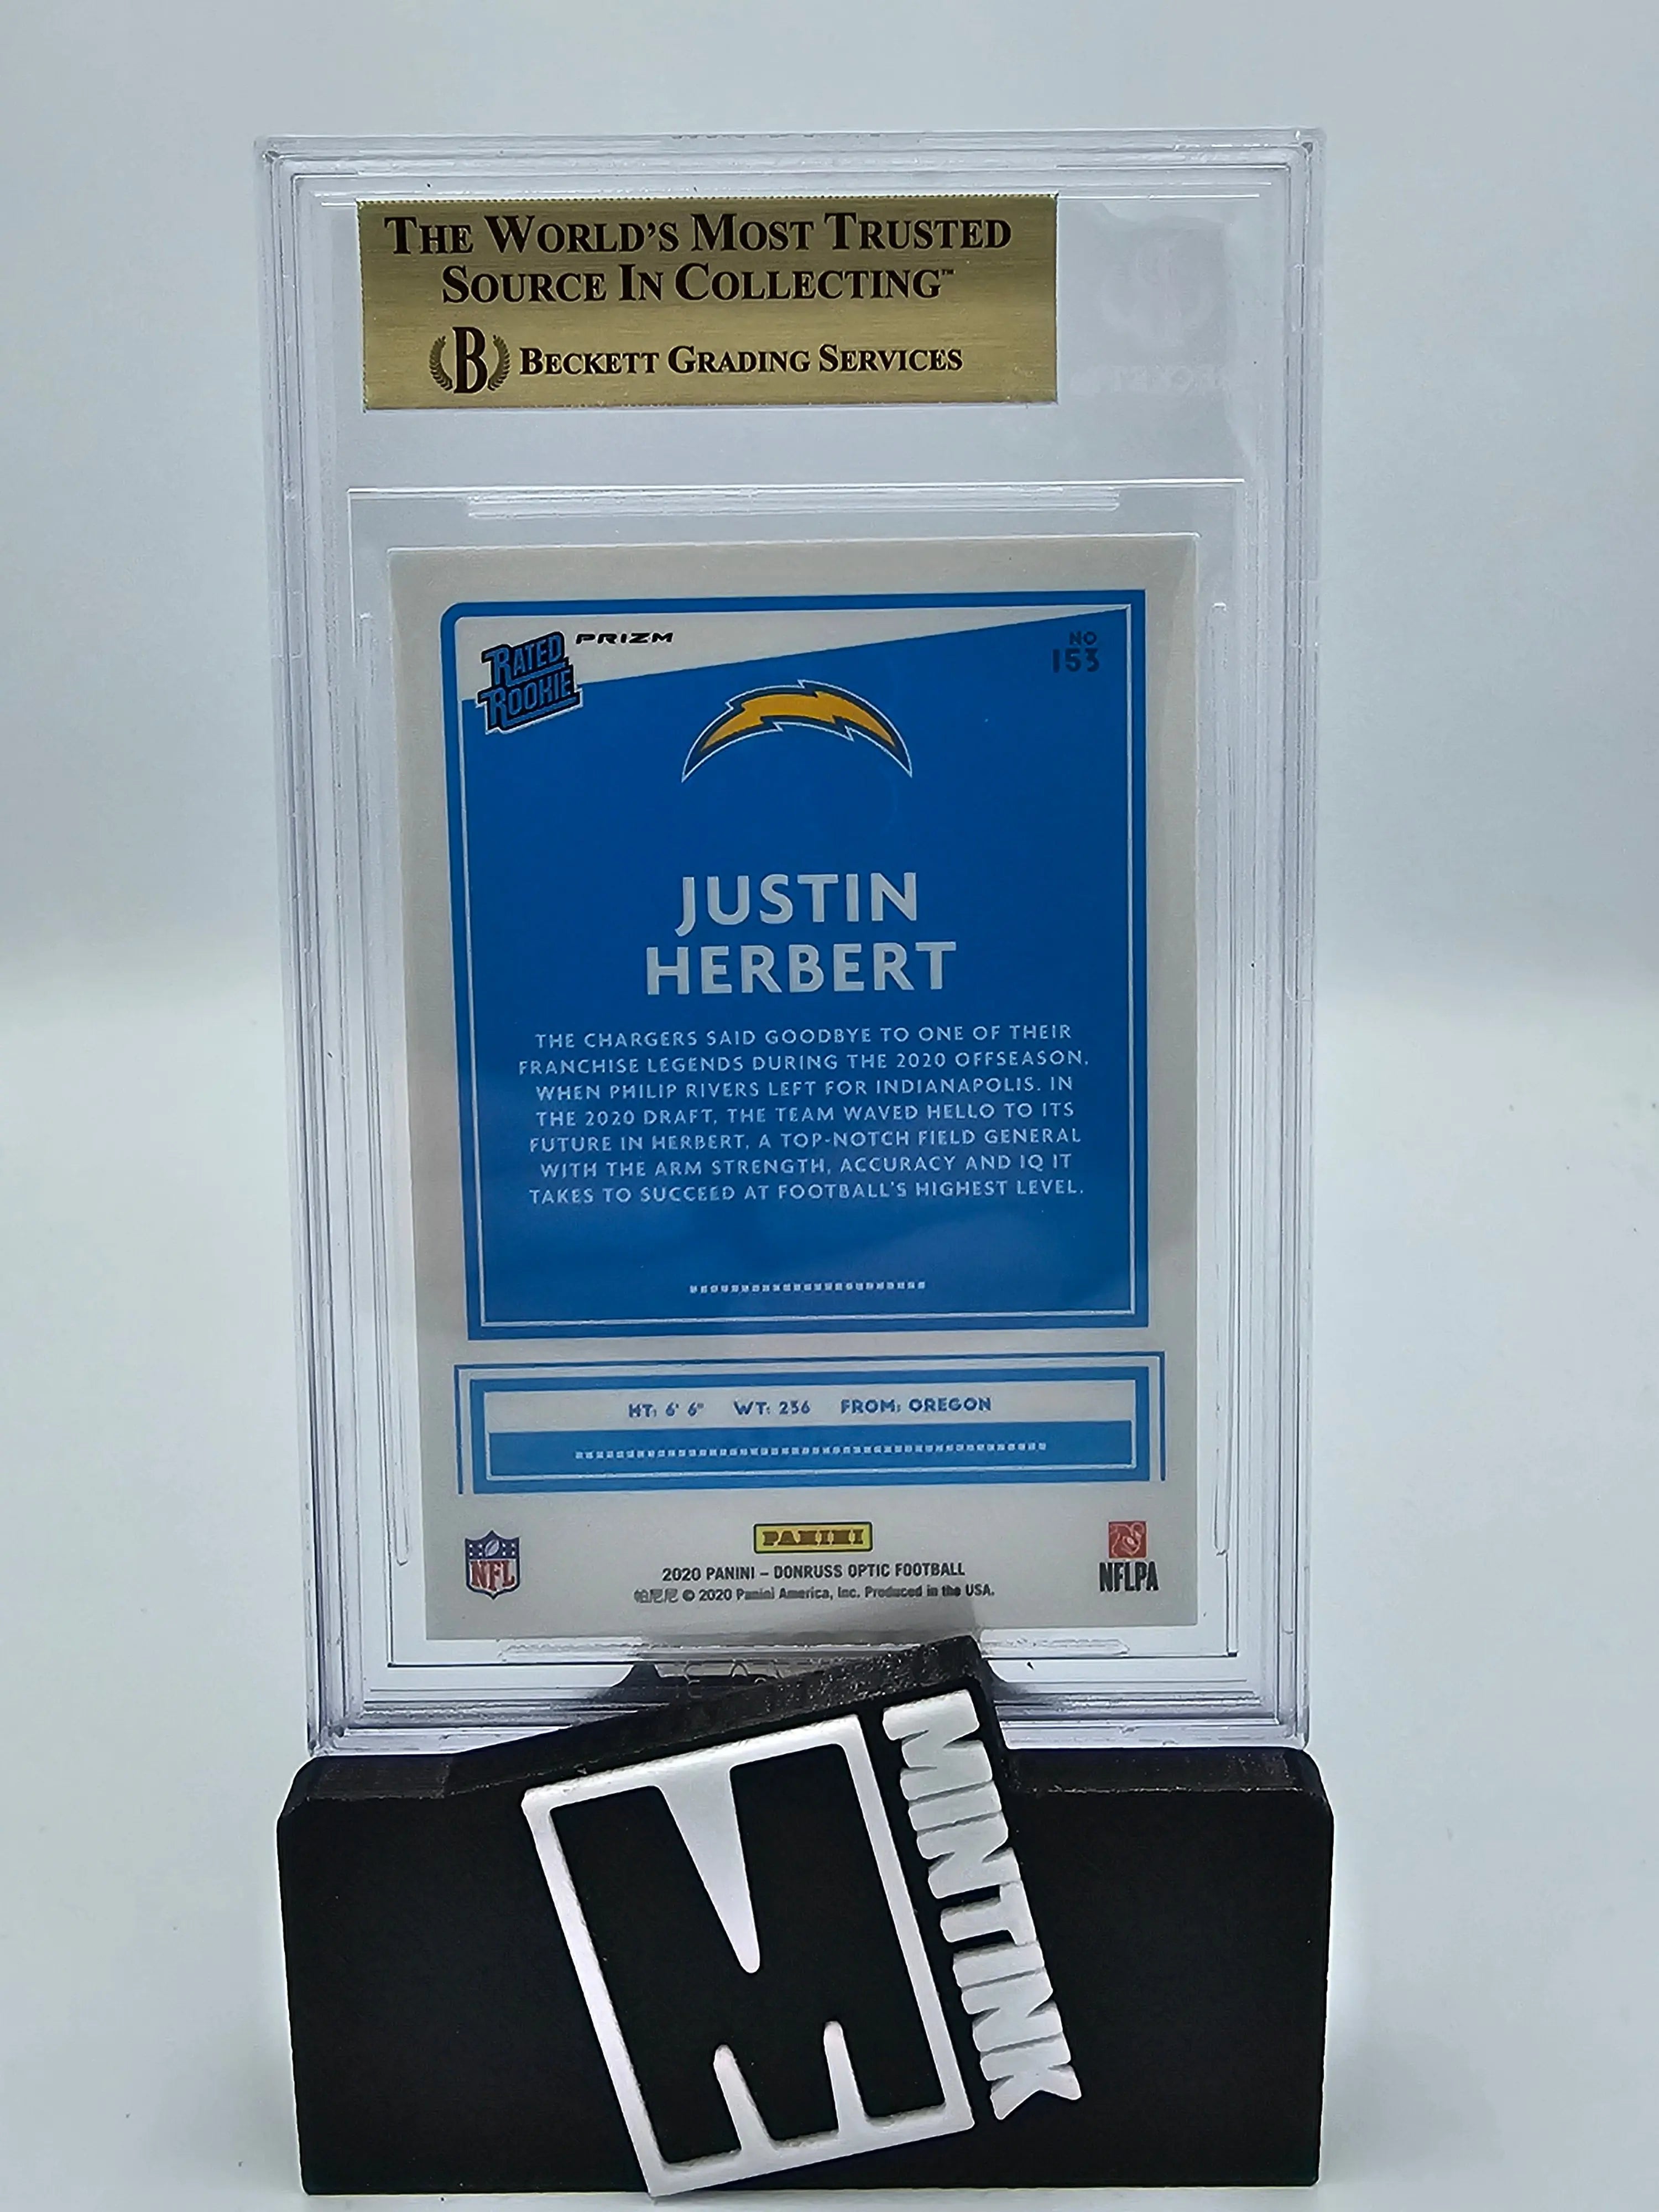 THE WORLD'S MOST TRUSTED
SOURCE IN COLLECTING™
B BECKETT GRADING SERVICES
RATED
ROOKIE
PRIZM
NO
153
JUSTIN
HERBERT
THE CHARGERS SAID GOODBYE TO ONE OF THEIR
FRANCHISE LEGENDS DURING THE 2020 OFFSEASON,
WHEN PHILIP RIVERS LEFT FOR INDIANAPOLIS. IN
THE 2020 DRAFT, THE TEAM WAVED HELLO TO ITS
FUTURE IN HERBERT, A TOP-NOTCH FIELD GENERAL
WITH THE ARM STRENGTH, ACCURACY AND IQ IT
TAKES TO SUCCEED AT FOOTBALL'S HIGHEST LEVEL.
HT: 6' 6" WT: 236 FROM: OREGON
NFL
PANINI
NFLPA
2020 PANINI – DONRUSS OPTIC FOOTBALL
帕尼尼 © 2020 Panini America, Inc. Produced in the USA.
M
MINTINK